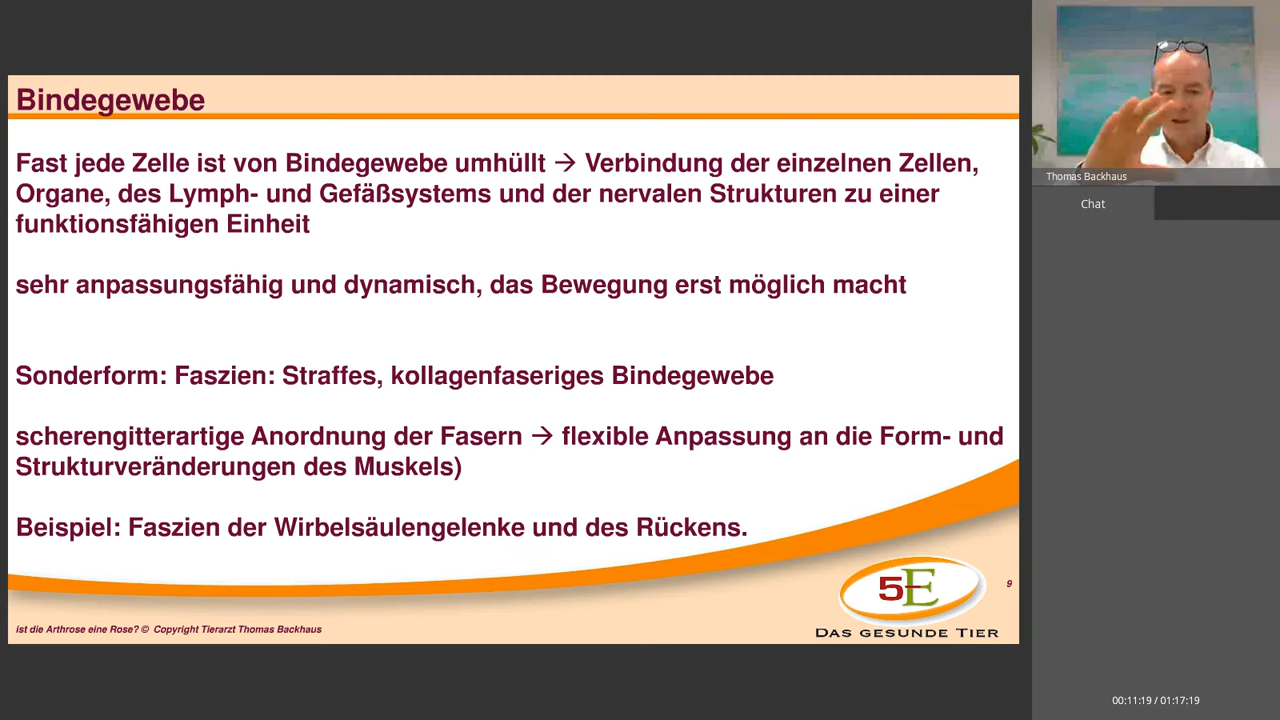 Bindegewebe
Fast jede Zelle ist von Bindegewebe umhüllt → Verbindung der einzelnen Zellen,
Organe, des Lymph- und Gefäßsystems und der nervalen Strukturen zu einer
funktionsfähigen Einheit
sehr anpassungsfähig und dynamisch, das Bewegung erst möglich macht
Sonderform: Faszien: Straffes, kollagenfaseriges Bindegewebe
scherengitterartige Anordnung der Fasern → flexible Anpassung an die Form- und
Strukturveränderungen des Muskels)
Beispiel: Faszien der Wirbelsäulengelenke und des Rückens.
5E
9
DAS GESUNDE TIER
ist die Arthrose eine Rose? © Copyright Tierarzt Thomas Backhaus
Thomas Backhaus
Chat
00:11:19 / 01:17:19